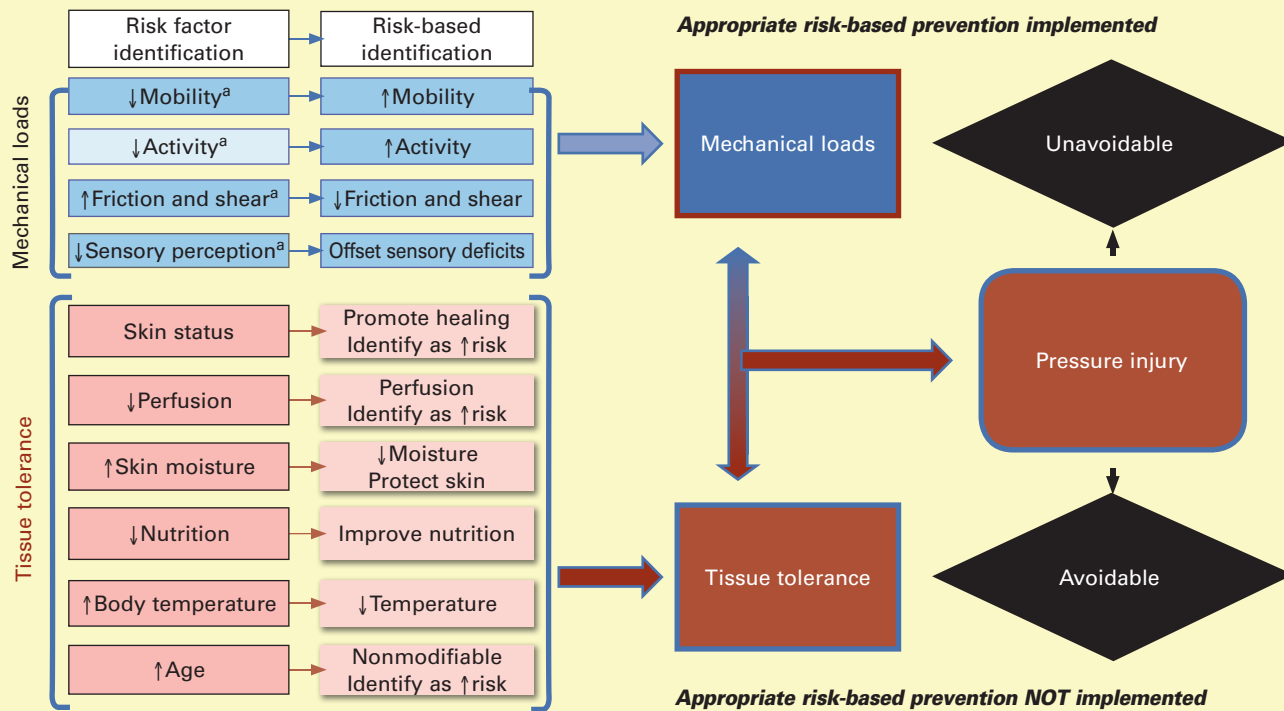 Risk factor
identification
Risk-based
identification
Mechanical loads
↓Mobilityᵃ
↑Mobility
↓Activityᵃ
↑Activity
↑Friction and shearᵃ
↓Friction and shear
↓Sensory perceptionᵃ
Offset sensory deficits
Tissue tolerance
Skin status
Promote healing
Identify as ↑risk
↓Perfusion
Perfusion
Identify as ↑risk
↑Skin moisture
↓Moisture
Protect skin
↓Nutrition
Improve nutrition
↑Body temperature
↓Temperature
↑Age
Nonmodifiable
Identify as ↑risk
Appropriate risk-based prevention implemented
Mechanical loads
Unavoidable
Pressure injury
Tissue tolerance
Avoidable
Appropriate risk-based prevention NOT implemented